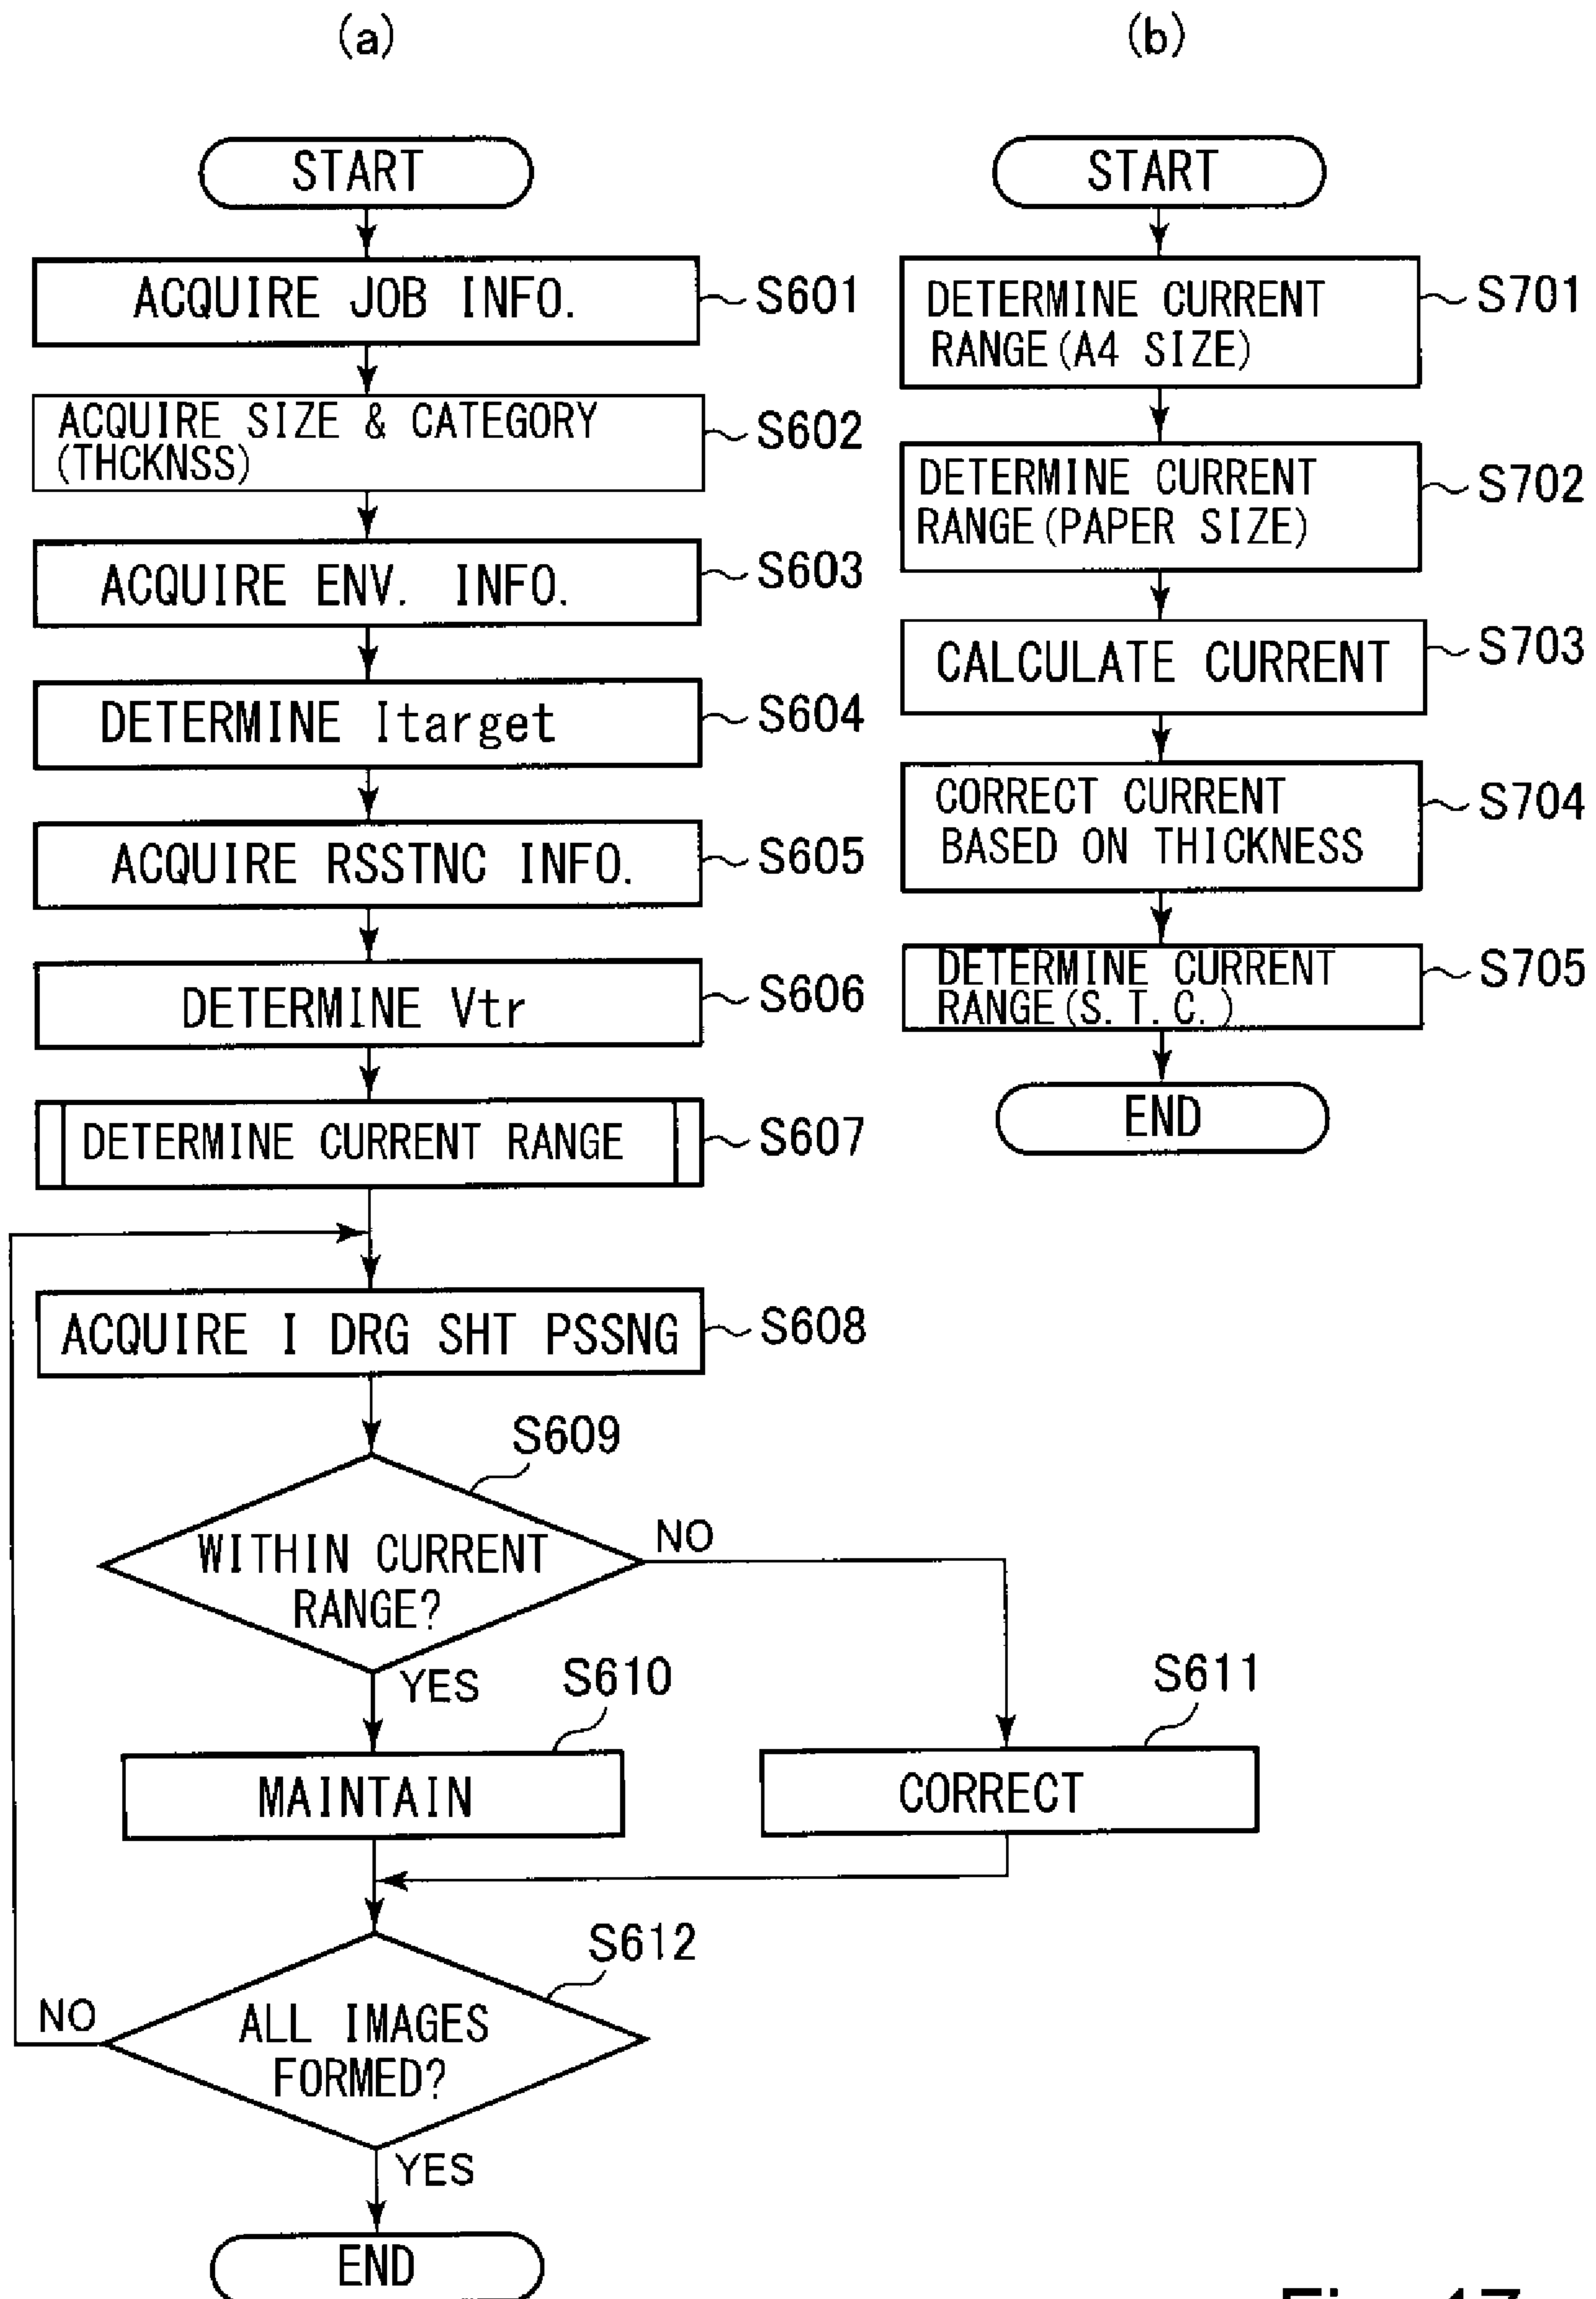 (a)
START
ACQUIRE JOB INFO.
S601
ACQUIRE SIZE & CATEGORY
(THCKNSS)
S602
ACQUIRE ENV. INFO.
S603
DETERMINE Itarget
S604
ACQUIRE RSSTNC INFO.
S605
DETERMINE Vtr
S606
DETERMINE CURRENT RANGE
S607
ACQUIRE I DRG SHT PSSNG
S608
S609
WITHIN CURRENT
RANGE?
NO
YES
S610
MAINTAIN
S611
CORRECT
S612
ALL IMAGES
FORMED?
NO
YES
END
(b)
START
DETERMINE CURRENT
RANGE(A4 SIZE)
S701
DETERMINE CURRENT
RANGE(PAPER SIZE)
S702
CALCULATE CURRENT
S703
CORRECT CURRENT
BASED ON THICKNESS
S704
DETERMINE CURRENT
RANGE(S.T.C.)
S705
END